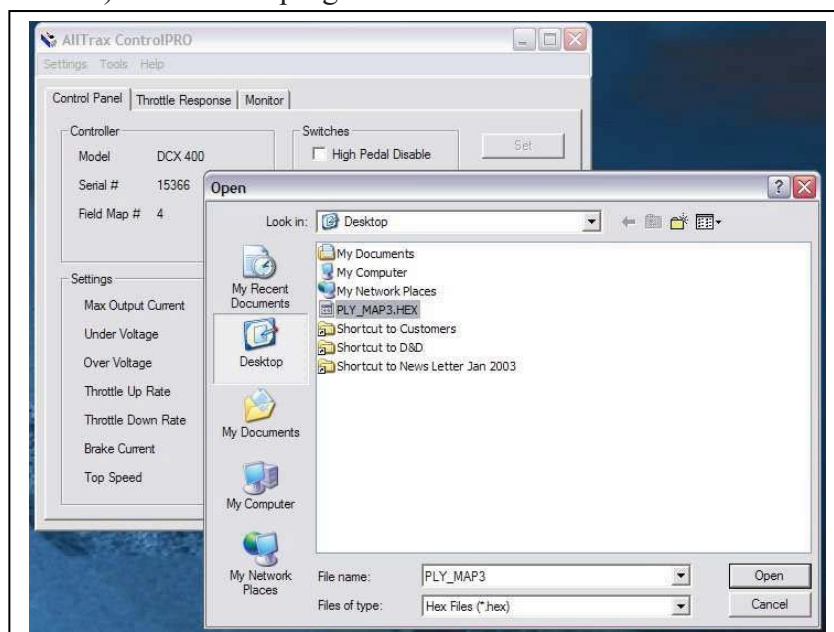 AllTrax ControlPRO
Settings Tools Help
Control Panel Throttle Response Monitor
Controller
Model DCX 400
Serial # 15366
Field Map # 4
Switches
High Pedal Disable
Set
Settings
Max Output Current
Under Voltage
Over Voltage
Throttle Up Rate
Throttle Down Rate
Brake Current
Top Speed
Open
Look in: Desktop
My Recent Documents
Desktop
My Documents
My Computer
My Network Places
My Documents
My Computer
My Network Places
PLY_MAP3.HEX
Shortcut to Customers
Shortcut to D&D
Shortcut to News Letter Jan 2003
File name: PLY_MAP3 Open
Files of type: Hex Files (*.hex) Cancel